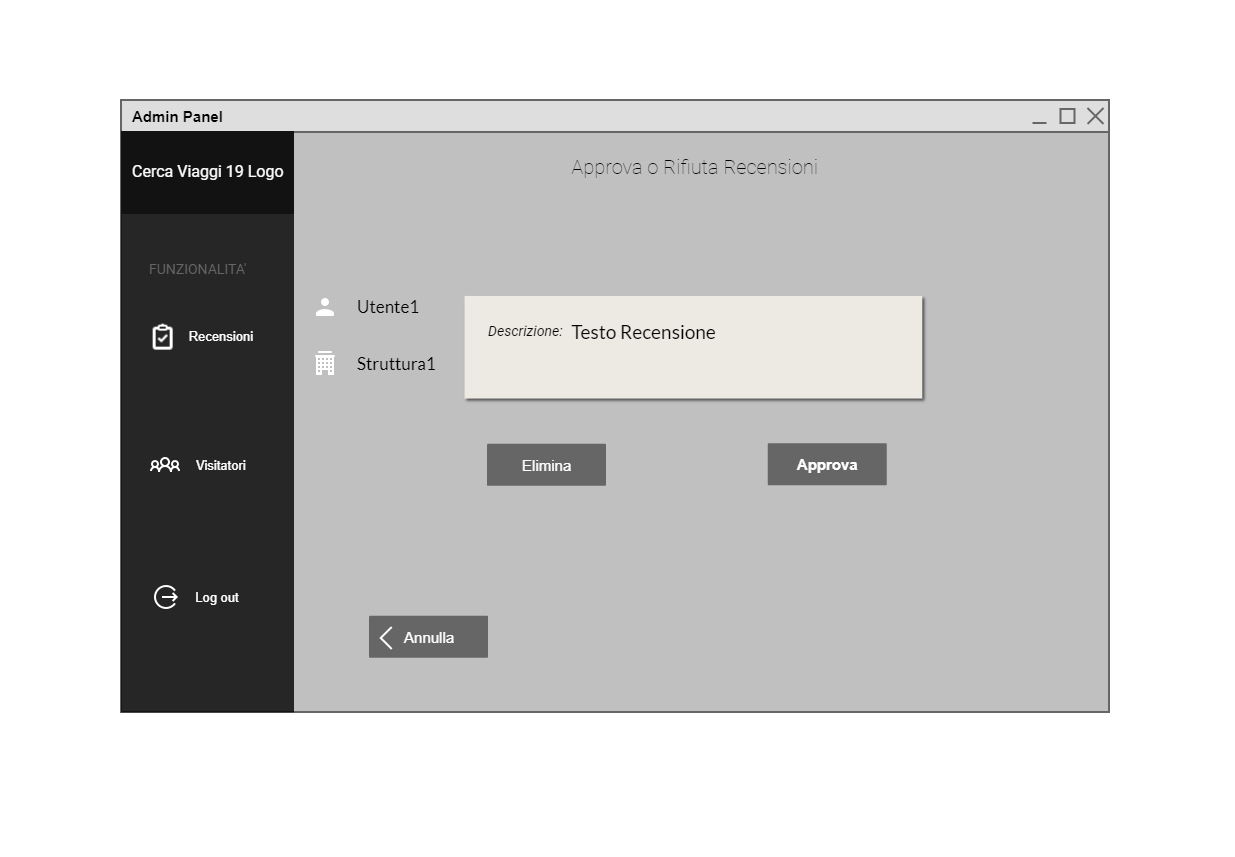 Admin Panel
Cerca Viaggi 19 Logo
FUNZIONALITA'
Recensioni
Visitatori
Log out
Approva o Rifiuta Recensioni
Utente1
Struttura1
Descrizione: Testo Recensione
Elimina
Approva
Annulla